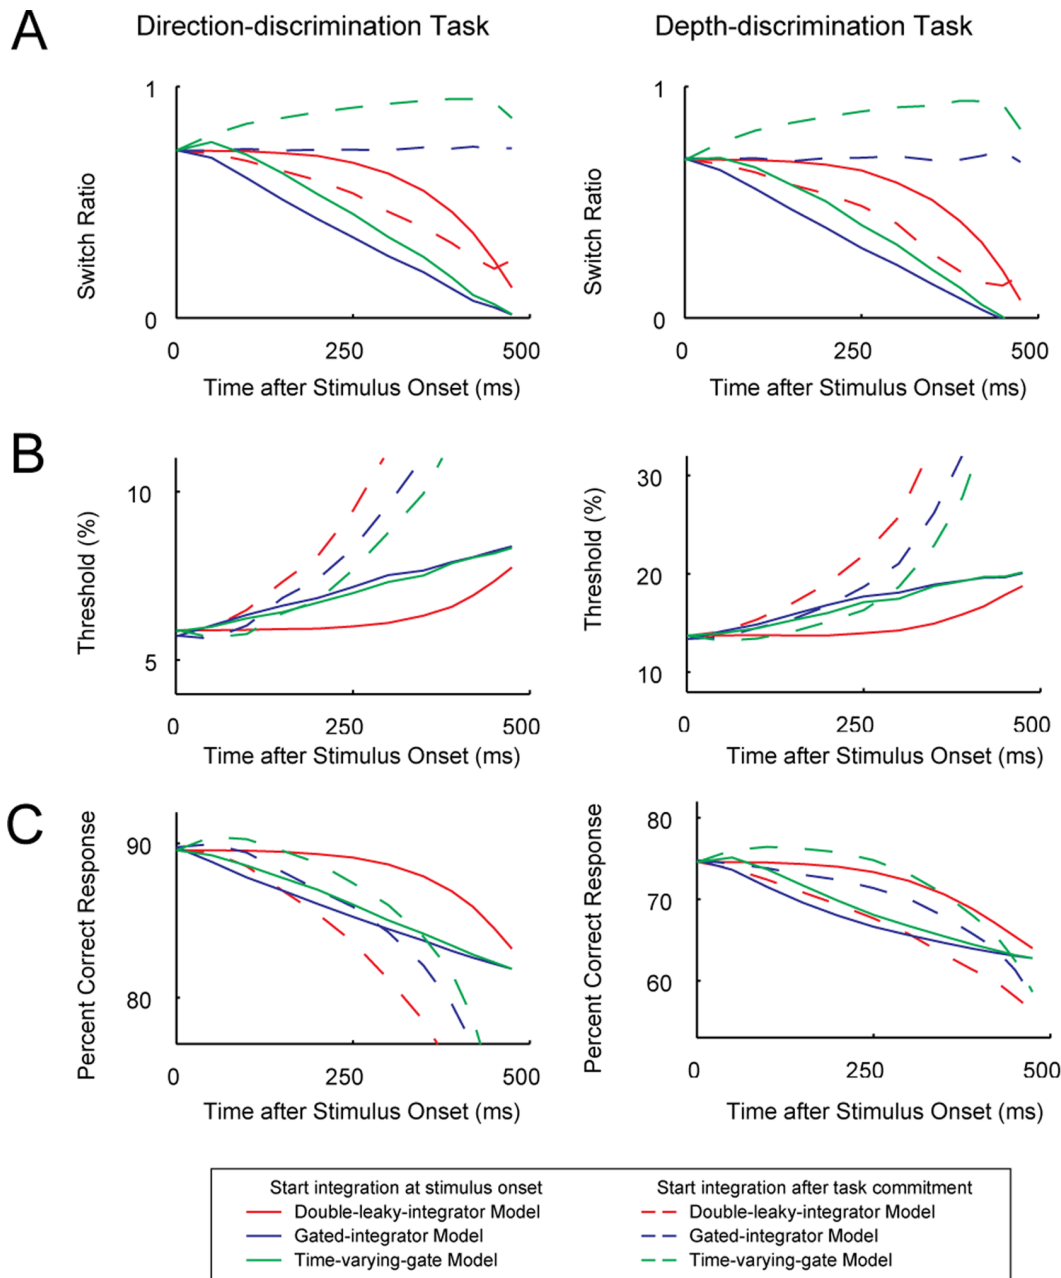 A
Direction-discrimination Task
Depth-discrimination Task
Switch Ratio
1
0
0
250
500
Time after Stimulus Onset (ms)
Switch Ratio
1
0
0
250
500
Time after Stimulus Onset (ms)
B
Threshold (%)
10
5
0
250
500
Time after Stimulus Onset (ms)
Threshold (%)
30
20
10
0
250
500
Time after Stimulus Onset (ms)
C
Percent Correct Response
90
80
0
250
500
Time after Stimulus Onset (ms)
Percent Correct Response
80
70
60
0
250
500
Time after Stimulus Onset (ms)
Start integration at stimulus onset
Double-leaky-integrator Model
Gated-integrator Model
Time-varying-gate Model
Start integration after task commitment
Double-leaky-integrator Model
Gated-integrator Model
Time-varying-gate Model